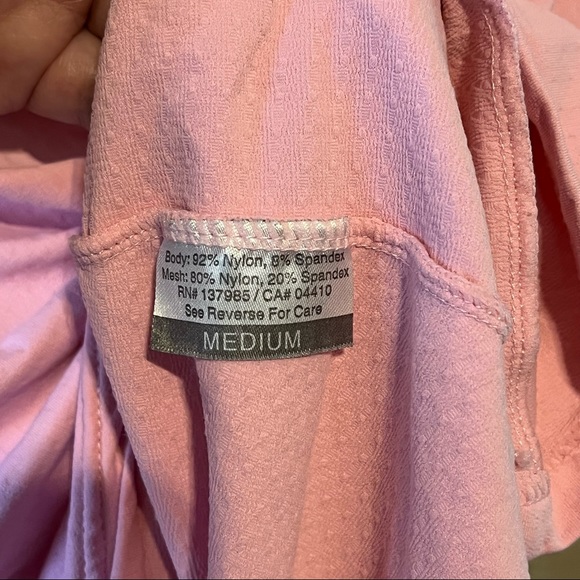 Body: 92% Nylon, 8% Spandex
Mesh: 80% Nylon, 20% Spandex
RN# 137985 / CA# 04410
See Reverse For Care
MEDIUM